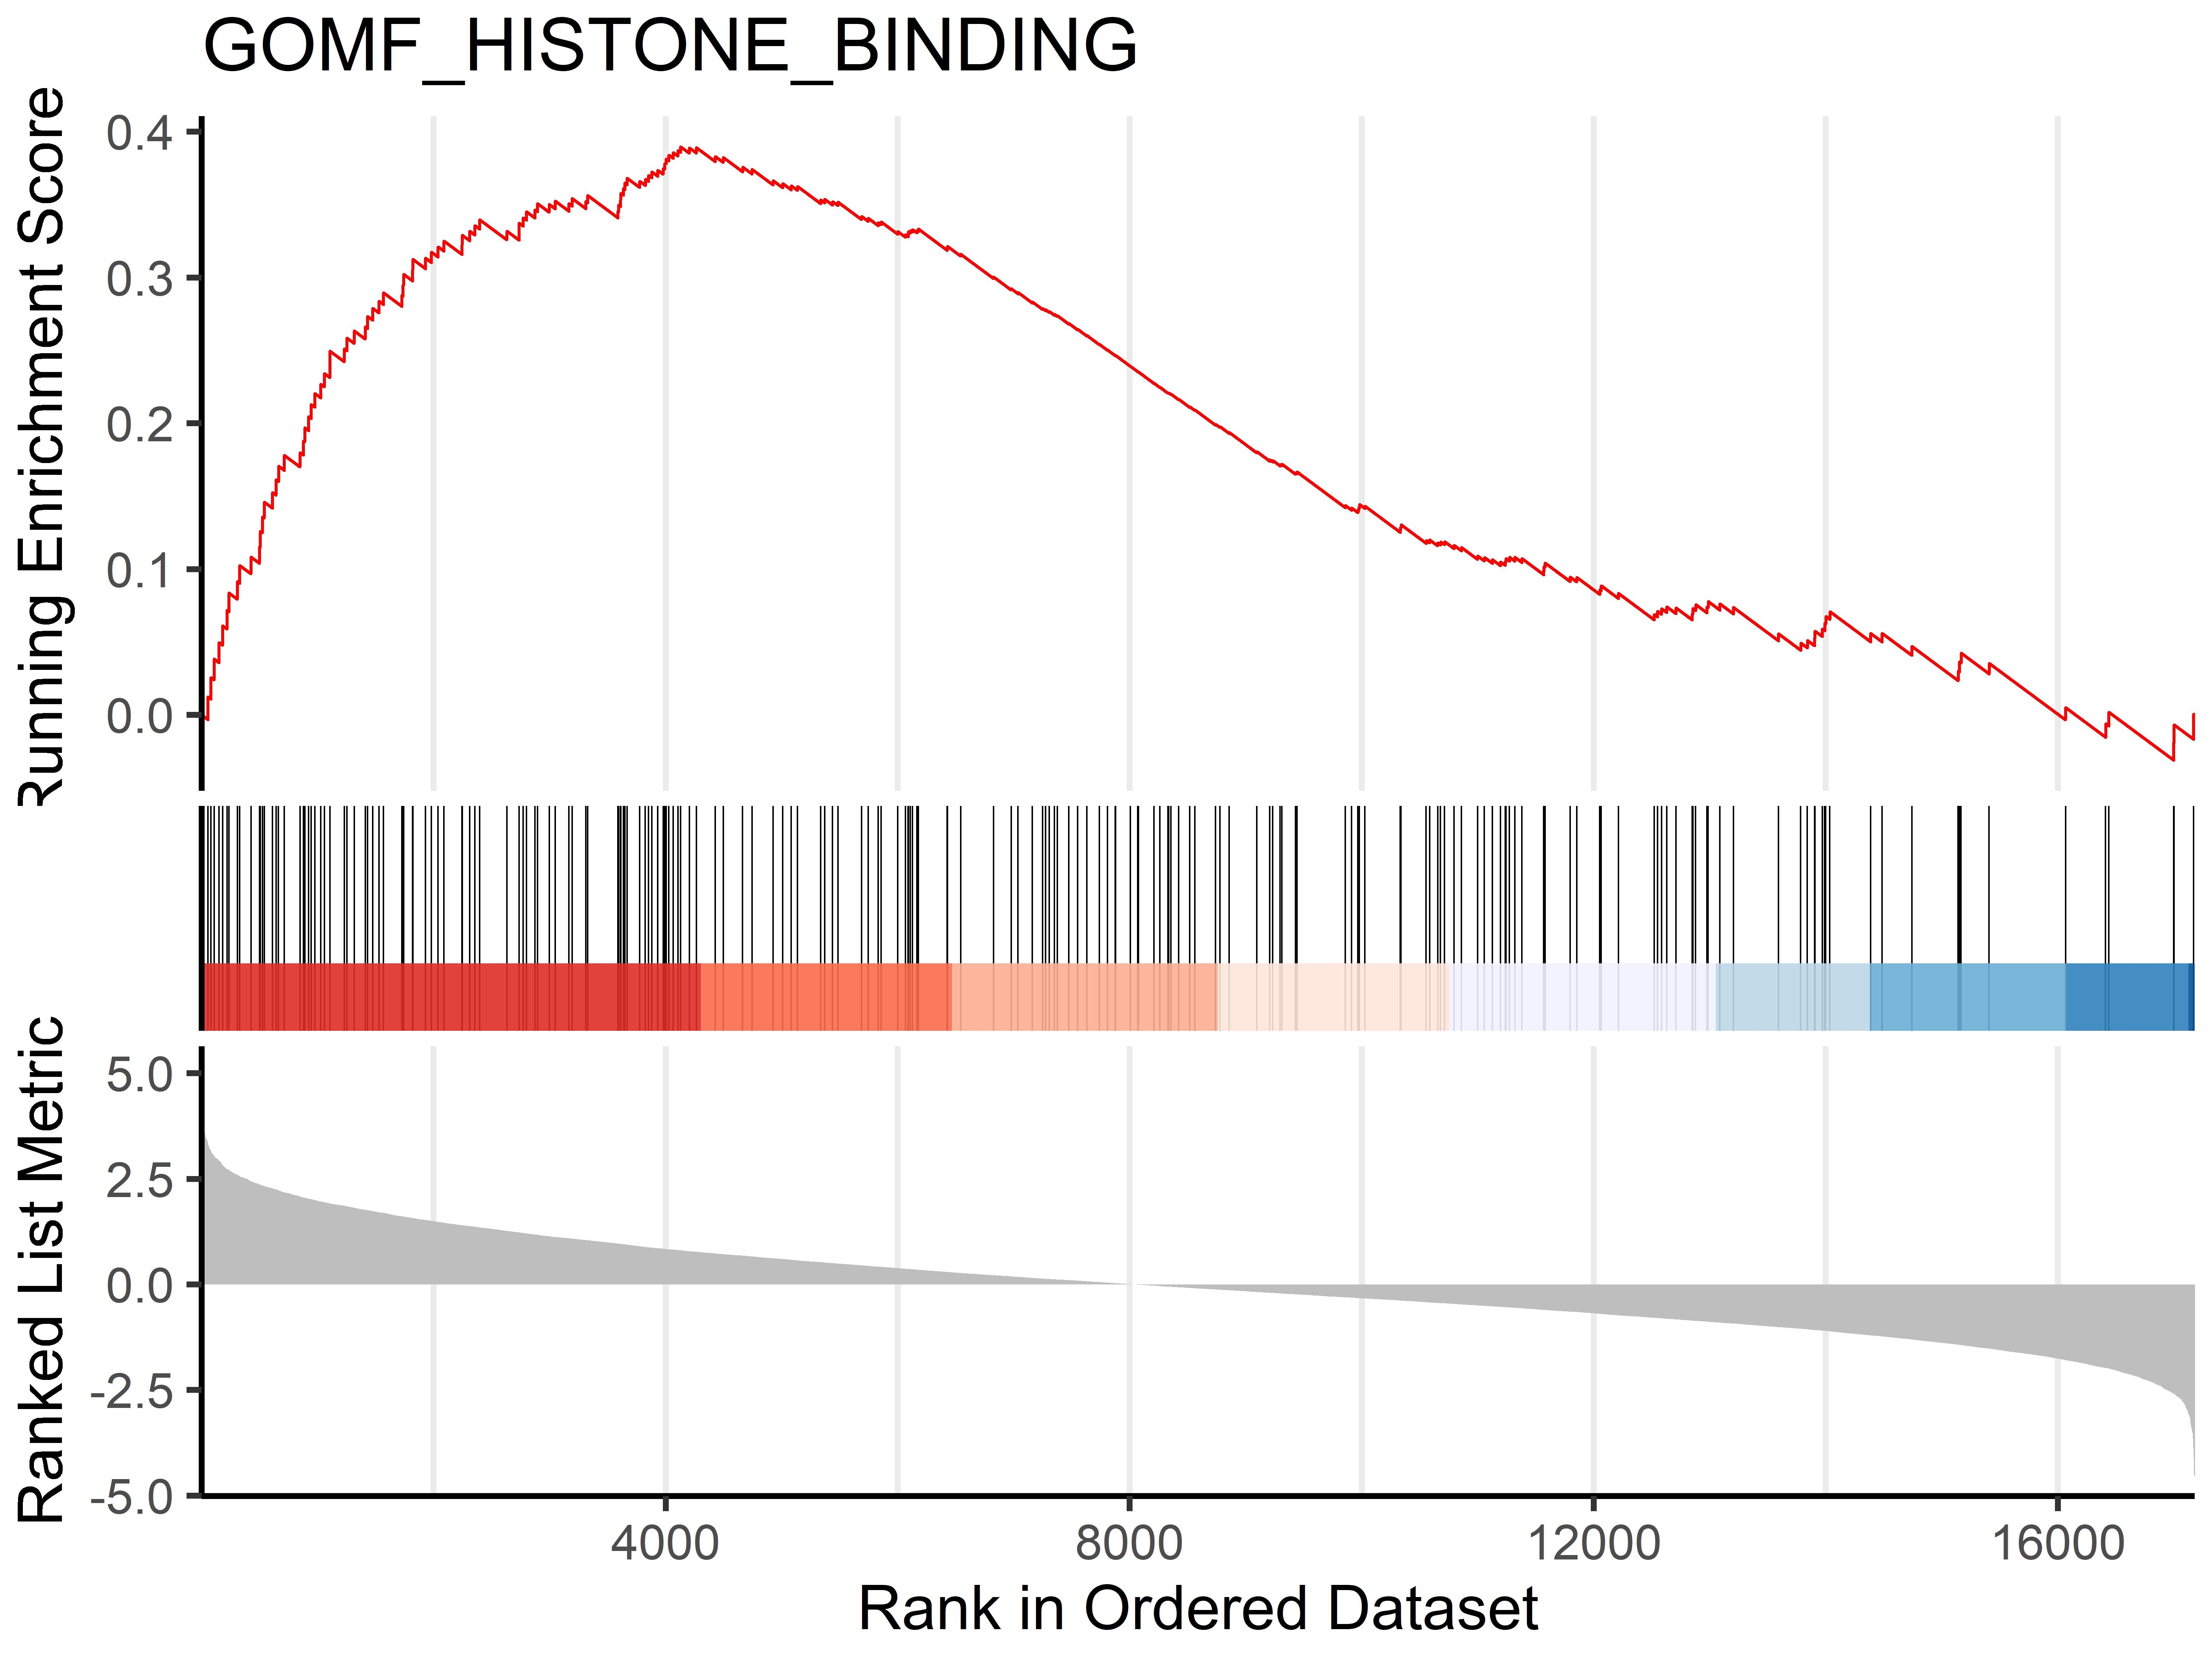 GOMF_HISTONE_BINDING
Running Enrichment Score
0.4
0.3
0.2
0.1
0.0
Ranked List Metric
5.0
2.5
0.0
-2.5
-5.0
4000 8000 12000 16000
Rank in Ordered Dataset